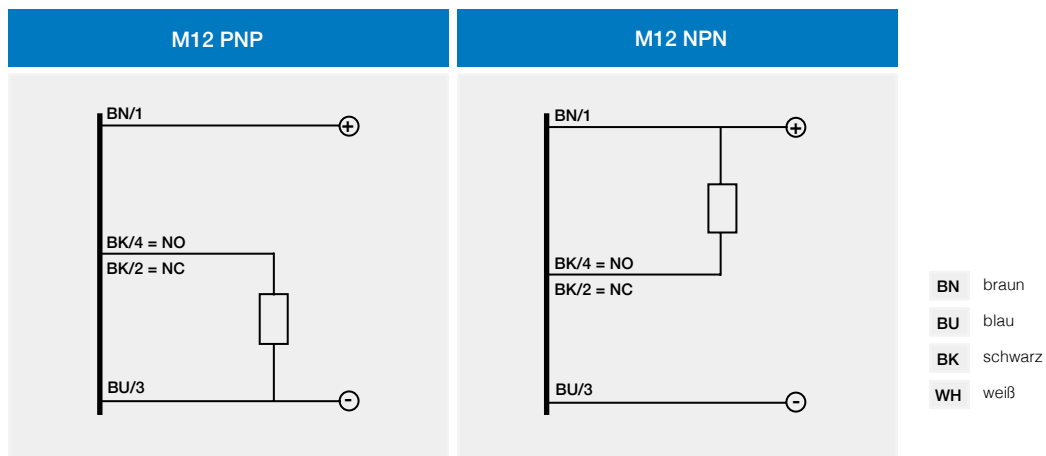 M12 PNP
BN/1
+
BK/4 = NO
BK/2 = NC
BU/3
-
M12 NPN
BN/1
+
BK/4 = NO
BK/2 = NC
BU/3
-
BN braun
BU blau
BK schwarz
WH weiß